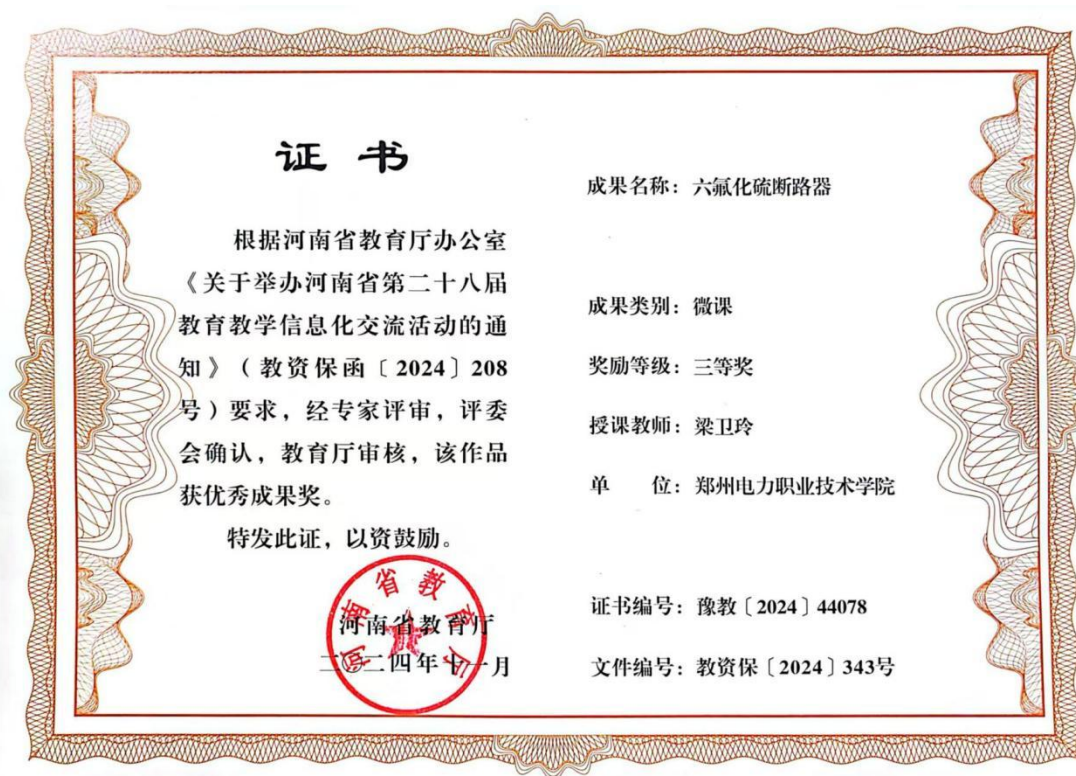 证 书
根据河南省教育厅办公室
《关于举办河南省第二十八届
教育教学信息化交流活动的通
知》（教资保函〔2024〕208
号）要求，经专家评审，评委
会确认，教育厅审核，该作品
获优秀成果奖。
特发此证，以资鼓励。
河南省教育厅
二〇二四年十一月
河南省教育厅
成果名称：六氟化硫断路器
成果类别：微课
奖励等级：三等奖
授课教师：梁卫玲
单 位：郑州电力职业技术学院
证书编号：豫教〔2024〕44078
文件编号：教资保〔2024〕343号